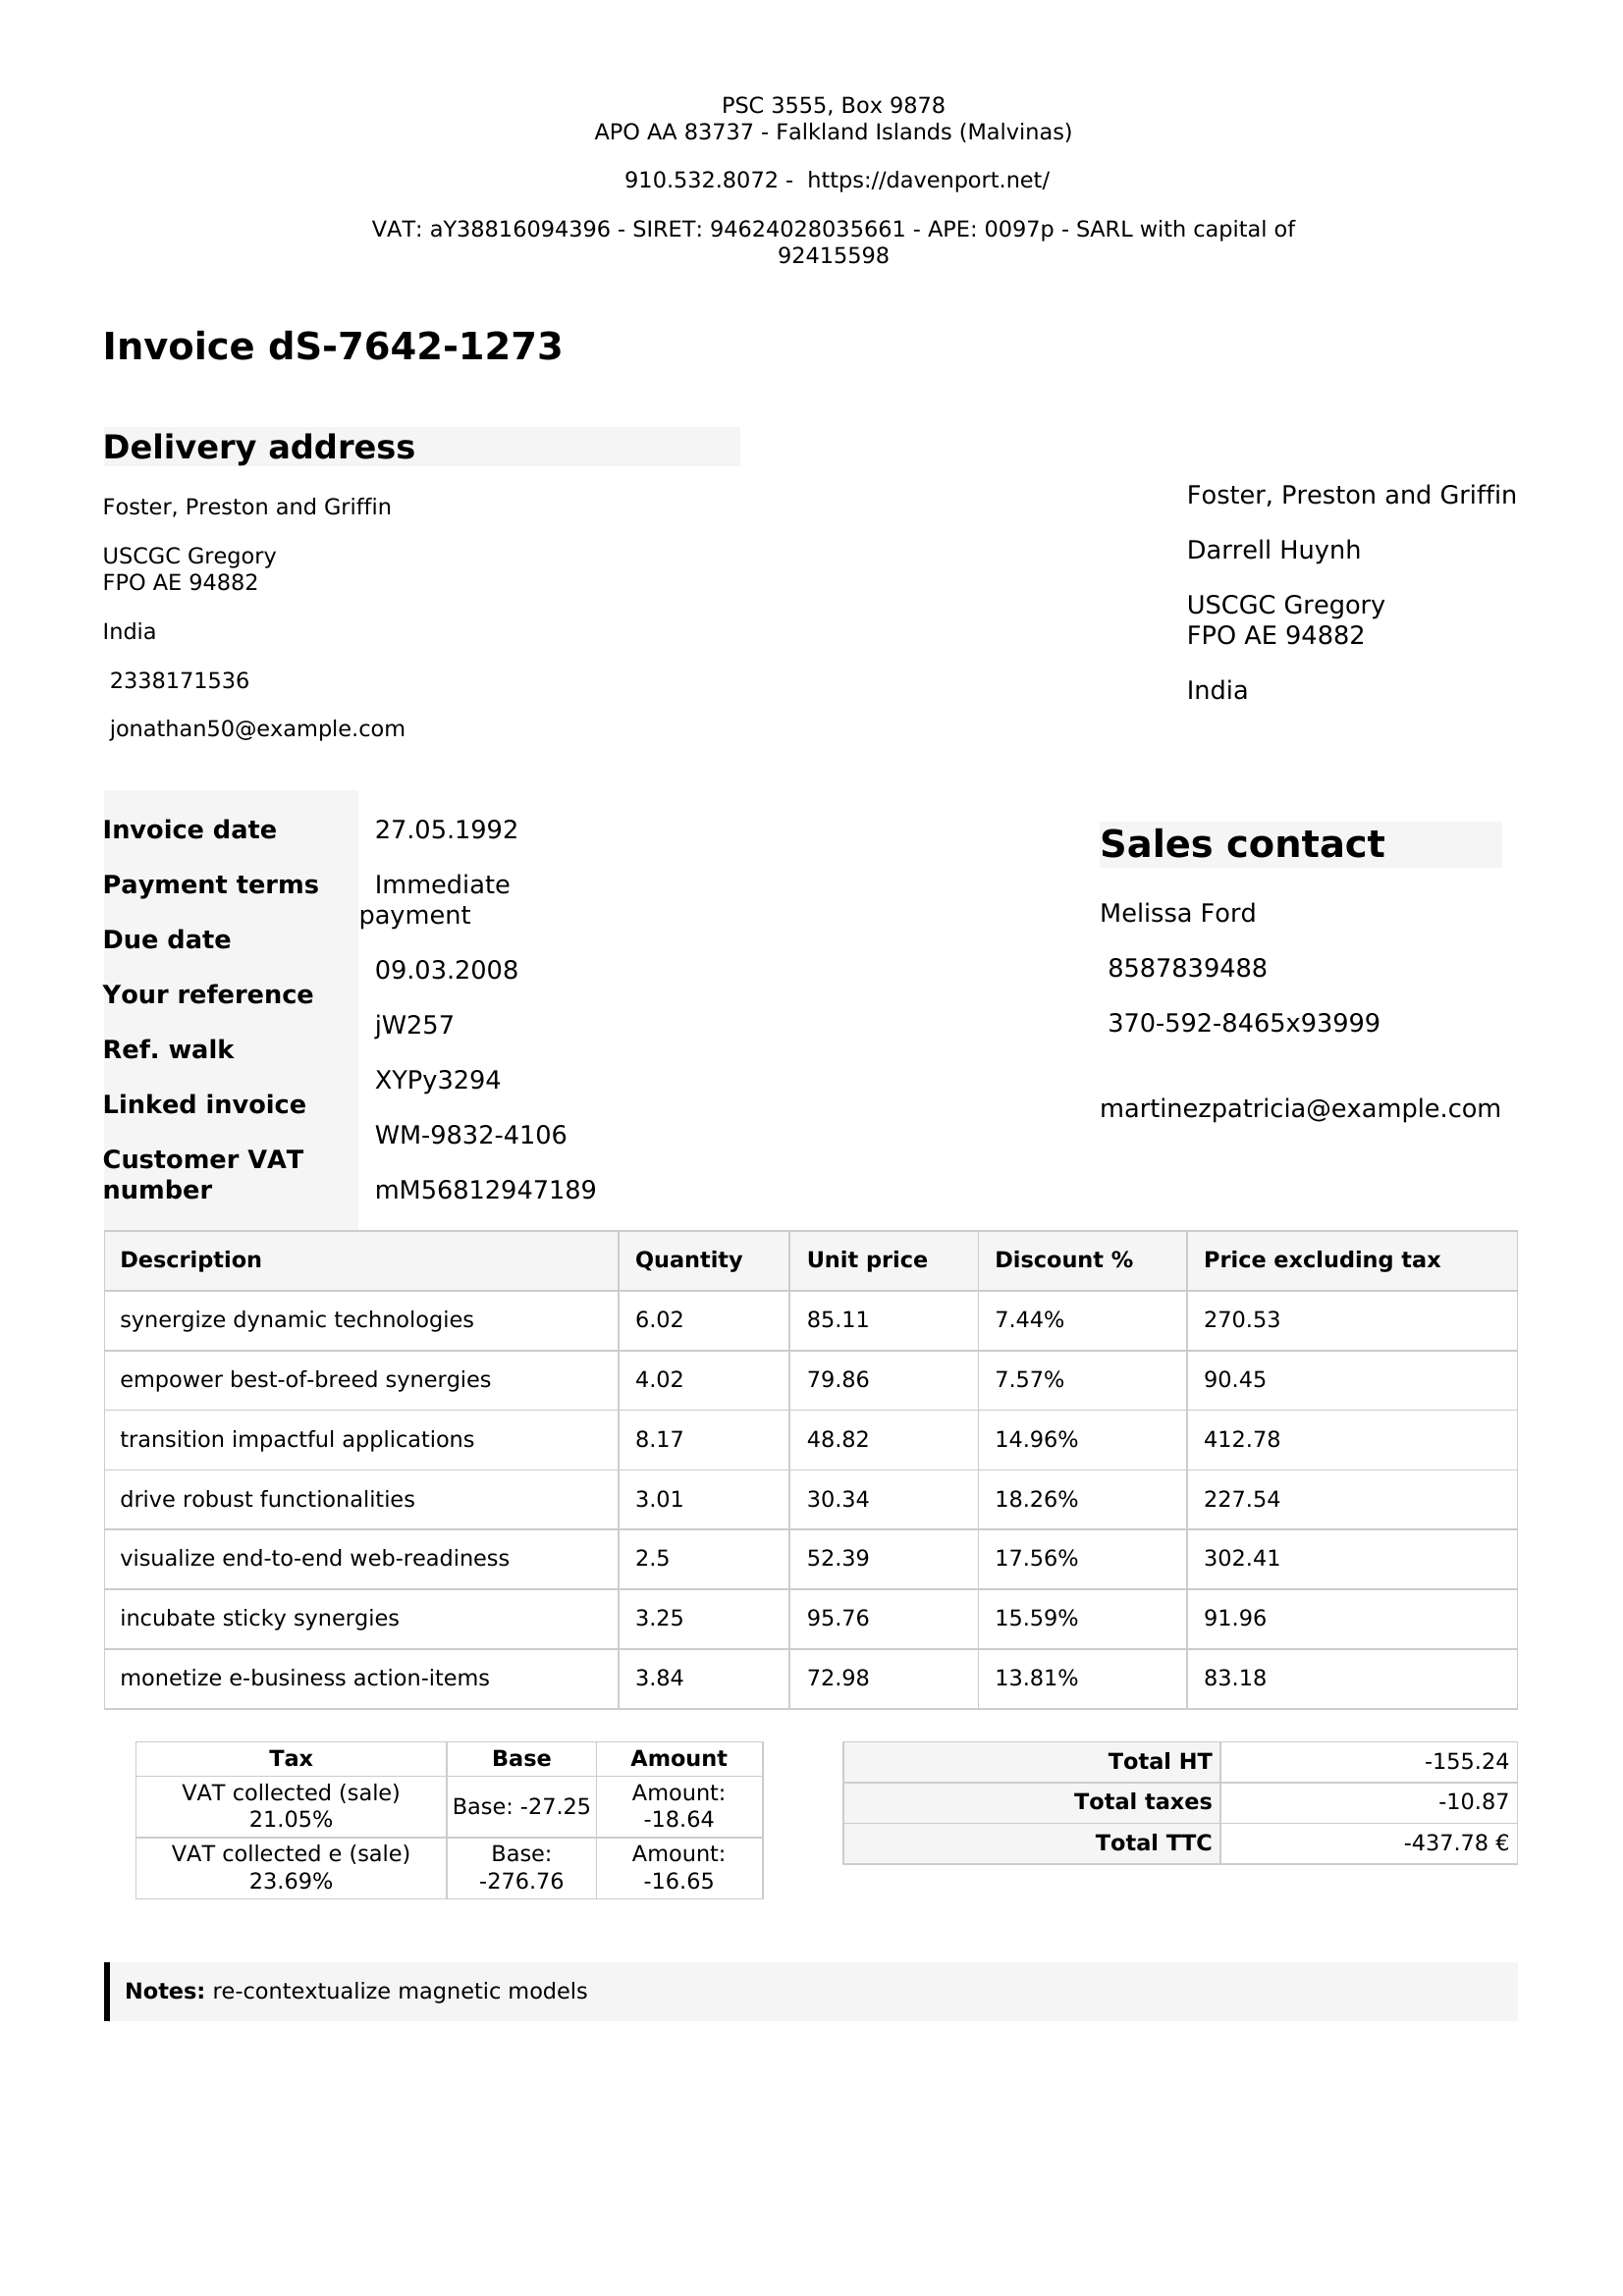 PSC 3555, Box 9878
APO AA 83737 - Falkland Islands (Malvinas)
910.532.8072 - https://davenport.net/
VAT: aY38816094396 - SIRET: 94624028035661 - APE: 0097p - SARL with capital of
92415598
Invoice dS-7642-1273
Delivery address
Foster, Preston and Griffin
USCGC Gregory
FPO AE 94882
India
2338171536
jonathan50@example.com
Foster, Preston and Griffin
Darrell Huynh
USCGC Gregory
FPO AE 94882
India
Invoice date
Payment terms
Due date
Your reference
Ref. walk
Linked invoice
Customer VAT
number
27.05.1992
Immediate
payment
09.03.2008
jW257
XYPy3294
WM-9832-4106
mM56812947189
Sales contact
Melissa Ford
8587839488
370-592-8465x93999
martinezpatricia@example.com
Description Quantity Unit price Discount % Price excluding tax
synergize dynamic technologies 6.02 85.11 7.44% 270.53
empower best-of-breed synergies 4.02 79.86 7.57% 90.45
transition impactful applications 8.17 48.82 14.96% 412.78
drive robust functionalities 3.01 30.34 18.26% 227.54
visualize end-to-end web-readiness 2.5 52.39 17.56% 302.41
incubate sticky synergies 3.25 95.76 15.59% 91.96
monetize e-business action-items 3.84 72.98 13.81% 83.18
Tax Base Amount
VAT collected (sale)
21.05%
Base: -27.25
Amount:
-18.64
VAT collected e (sale)
23.69%
Base:
-276.76
Amount:
-16.65
Total HT -155.24
Total taxes -10.87
Total TTC -437.78 €
Notes: re-contextualize magnetic models